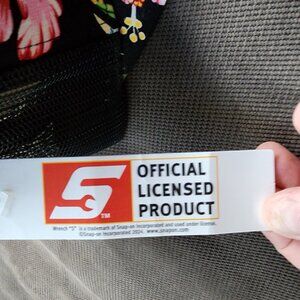 S
TM
OFFICIAL
LICENSED
PRODUCT
Wrench "S" is a trademark of Snap-on Incorporated and used under license.
©Snap-on Incorporated 2024. www.snapon.com